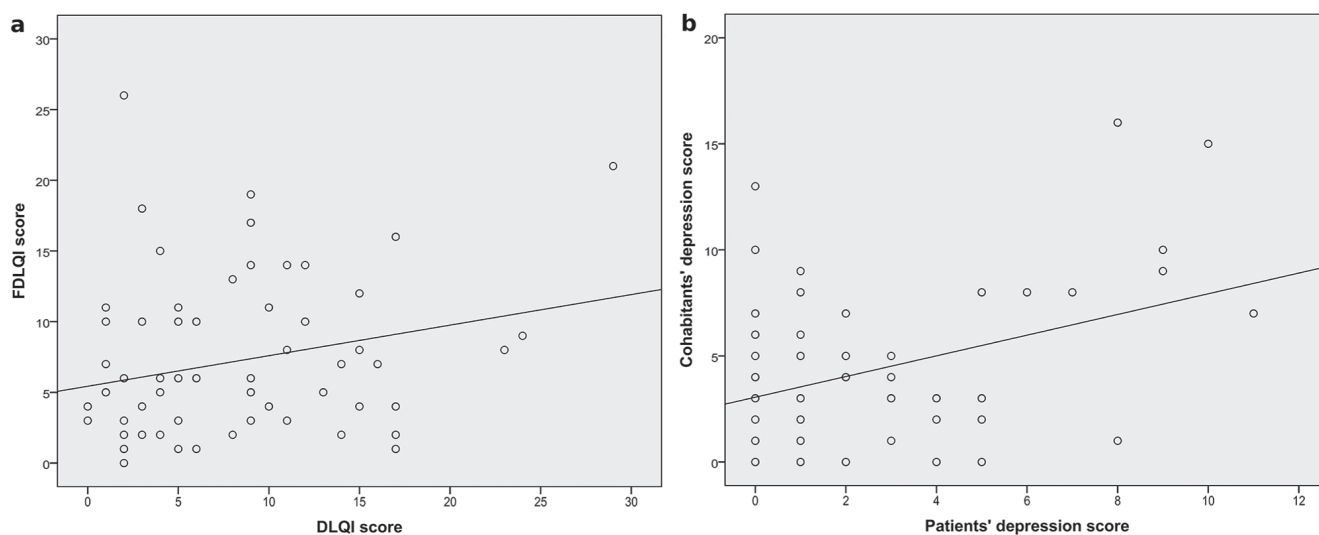 a
30
25
20
15
10
5
0
FDLQI score
0 5 10 15 20 25 30
DLQI score
b
20
15
10
5
0
Cohabitants' depression score
0 2 4 6 8 10 12
Patients' depression score